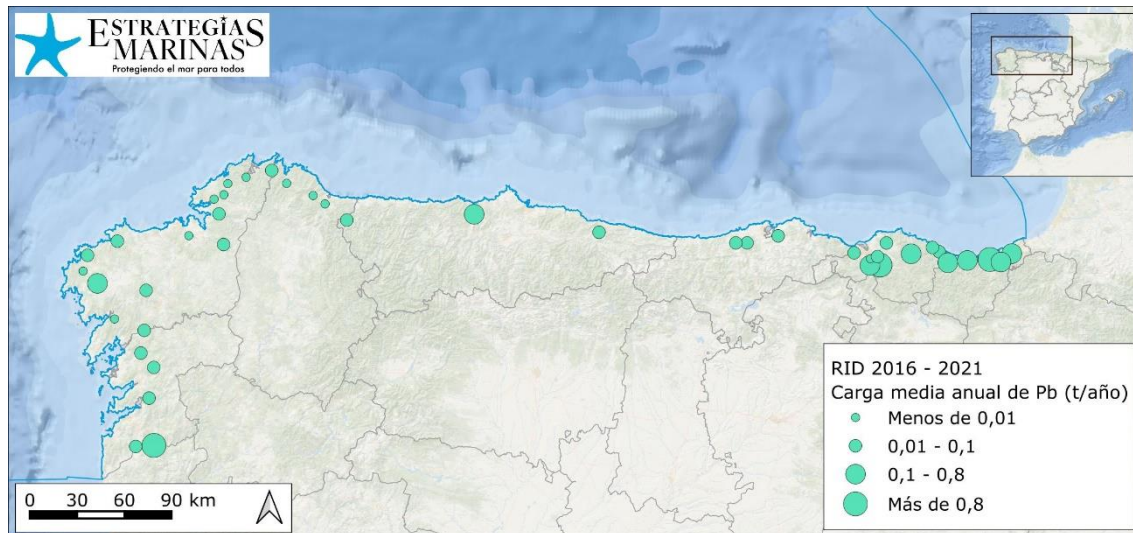 ESTRATEGIAS
MARINAS
Protegiendo el mar para todos
RID 2016 - 2021
Carga media anual de Pb (t/año)
Menos de 0,01
0,01 - 0,1
0,1 - 0,8
Más de 0,8
0 30 60 90 km